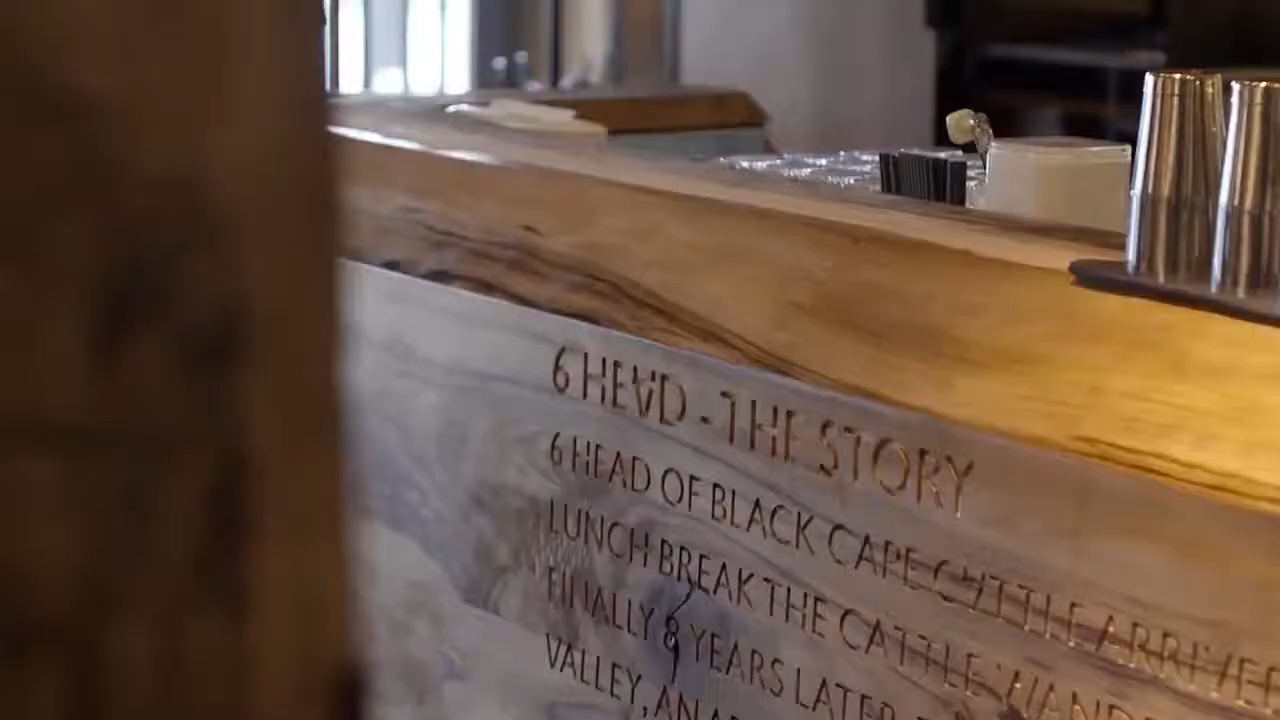 6 HEAD - THE STORY
6 HEAD OF BLACK CAPE CATTLE ARRIVED
LUNCH BREAK THE CATTLE
FINALLY 8 YEARS LATER
VALLEY, AN